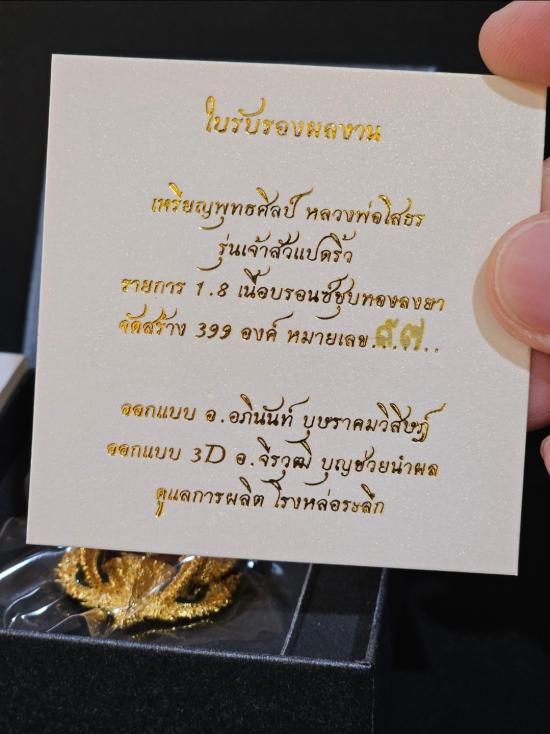 ใบรับรองผลงาน
เหรียญพุทธศิลป์ หลวงพ่อโสธร
รุ่นเจ้าสัวแปดริ้ว
รายการ 1.8 เนื้อบรอนซ์ชุบทองลงยา
จัดสร้าง 399 องค์ หมายเลข..๕๗..
ออกแบบ อ.อภินันท์ บุษราคมวิสิษฎ์
ออกแบบ 3D อ.จิรวุฒิ บุญช่วยนำผล
ดูแลการผลิต โรงหล่อระลึก